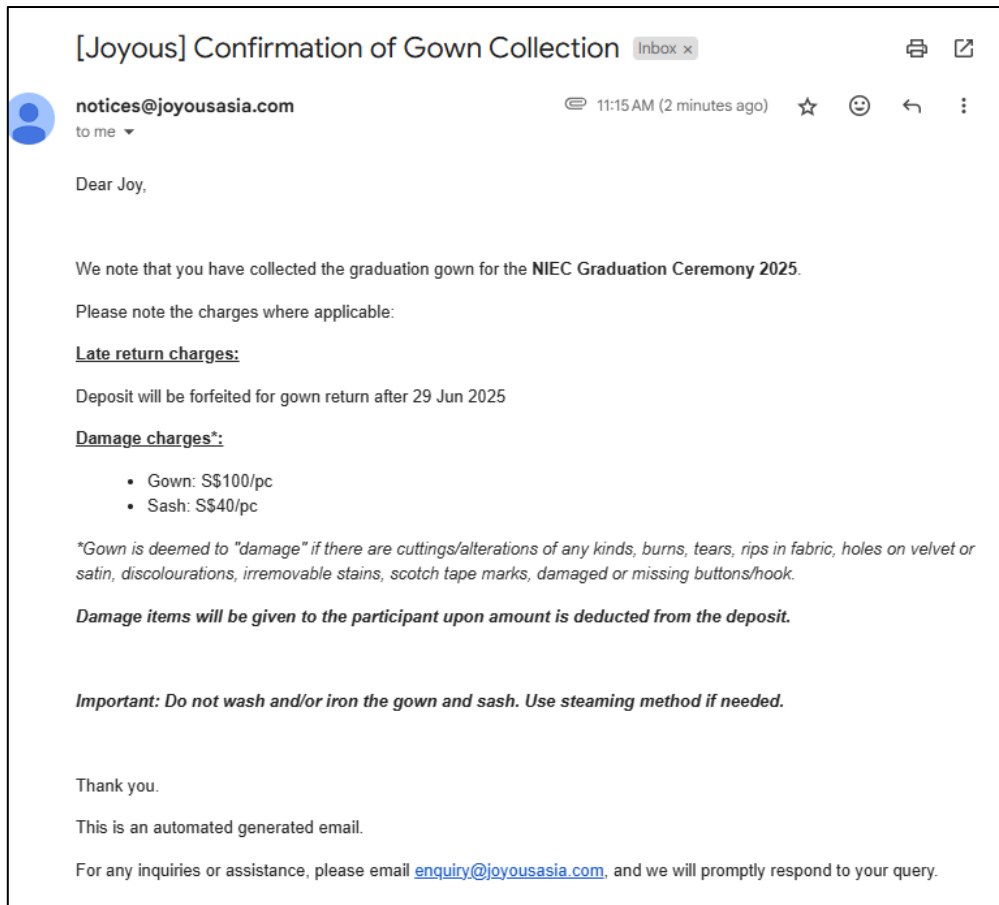 [Joyous] Confirmation of Gown Collection Inbox ×
notices@joyousasia.com 11:15 AM (2 minutes ago)
to me
Dear Joy,
We note that you have collected the graduation gown for the NIEC Graduation Ceremony 2025.
Please note the charges where applicable:
Late return charges:
Deposit will be forfeited for gown return after 29 Jun 2025
Damage charges*:
• Gown: S$100/pc
• Sash: S$40/pc
*Gown is deemed to "damage" if there are cuttings/alterations of any kinds, burns, tears, rips in fabric, holes on velvet or
satin, discolourations, irremovable stains, scotch tape marks, damaged or missing buttons/hook.
Damage items will be given to the participant upon amount is deducted from the deposit.
Important: Do not wash and/or iron the gown and sash. Use steaming method if needed.
Thank you.
This is an automated generated email.
For any inquiries or assistance, please email enquiry@joyousasia.com, and we will promptly respond to your query.